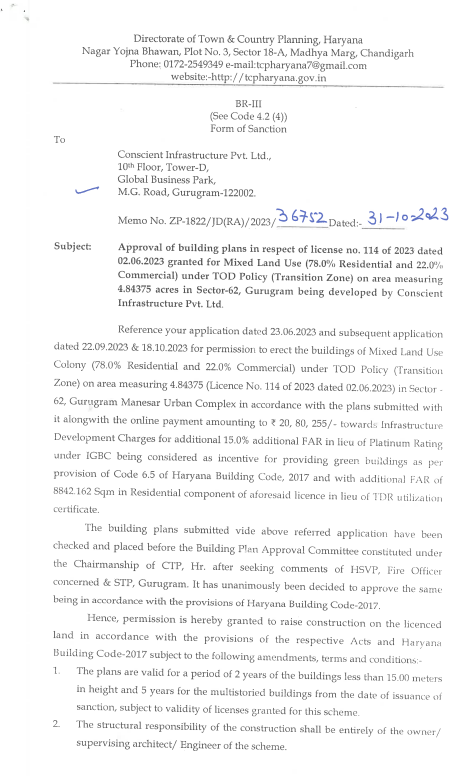 Directorate of Town & Country Planning, Haryana
Nagar Yojna Bhawan, Plot No. 3, Sector 18-A, Madhya Marg, Chandigarh
Phone: 0172-2549349 e-mail:tcpharyana7@gmail.com
website:-http://tcpharyana.gov.in
BR-III
(See Code 4.2 (4))
Form of Sanction
To
Conscient Infrastructure Pvt. Ltd.,
10th Floor, Tower-D,
Global Business Park,
M.G. Road, Gurugram-122002.
Memo No. ZP-1822/JD(RA)/2023/ 36752 Dated:- 31-10-2023
Subject: Approval of building plans in respect of license no. 114 of 2023 dated
02.06.2023 granted for Mixed Land Use (78.0% Residential and 22.0%
Commercial) under TOD Policy (Transition Zone) on area measuring
4.84375 acres in Sector-62, Gurugram being developed by Conscient
Infrastructure Pvt. Ltd.
Reference your application dated 23.06.2023 and subsequent application
dated 22.09.2023 & 18.10.2023 for permission to erect the buildings of Mixed Land Use
Colony (78.0% Residential and 22.0% Commercial) under TOD Policy (Transition
Zone) on area measuring 4.84375 (Licence No. 114 of 2023 dated 02.06.2023) in Sector -
62, Gurugram Manesar Urban Complex in accordance with the plans submitted with
it alongwith the online payment amounting to ₹ 20, 80, 255/- towards Infrastructure
Development Charges for additional 15.0% additional FAR in lieu of Platinum Rating
under IGBC being considered as incentive for providing green buildings as per
provision of Code 6.5 of Haryana Building Code, 2017 and with additional FAR of
8842.162 Sqm in Residential component of aforesaid licence in lieu of TDR utilization
certificate.
The building plans submitted vide above referred application have been
checked and placed before the Building Plan Approval Committee constituted under
the Chairmanship of CTP, Hr. after seeking comments of HSVP, Fire Officer
concerned & STP, Gurugram. It has unanimously been decided to approve the same
being in accordance with the provisions of Haryana Building Code-2017.
Hence, permission is hereby granted to raise construction on the licenced
land in accordance with the provisions of the respective Acts and Haryana
Building Code-2017 subject to the following amendments, terms and conditions:-
1. The plans are valid for a period of 2 years of the buildings less than 15.00 meters
in height and 5 years for the multistoried buildings from the date of issuance of
sanction, subject to validity of licenses granted for this scheme.
2. The structural responsibility of the construction shall be entirely of the owner/
supervising architect/ Engineer of the scheme.